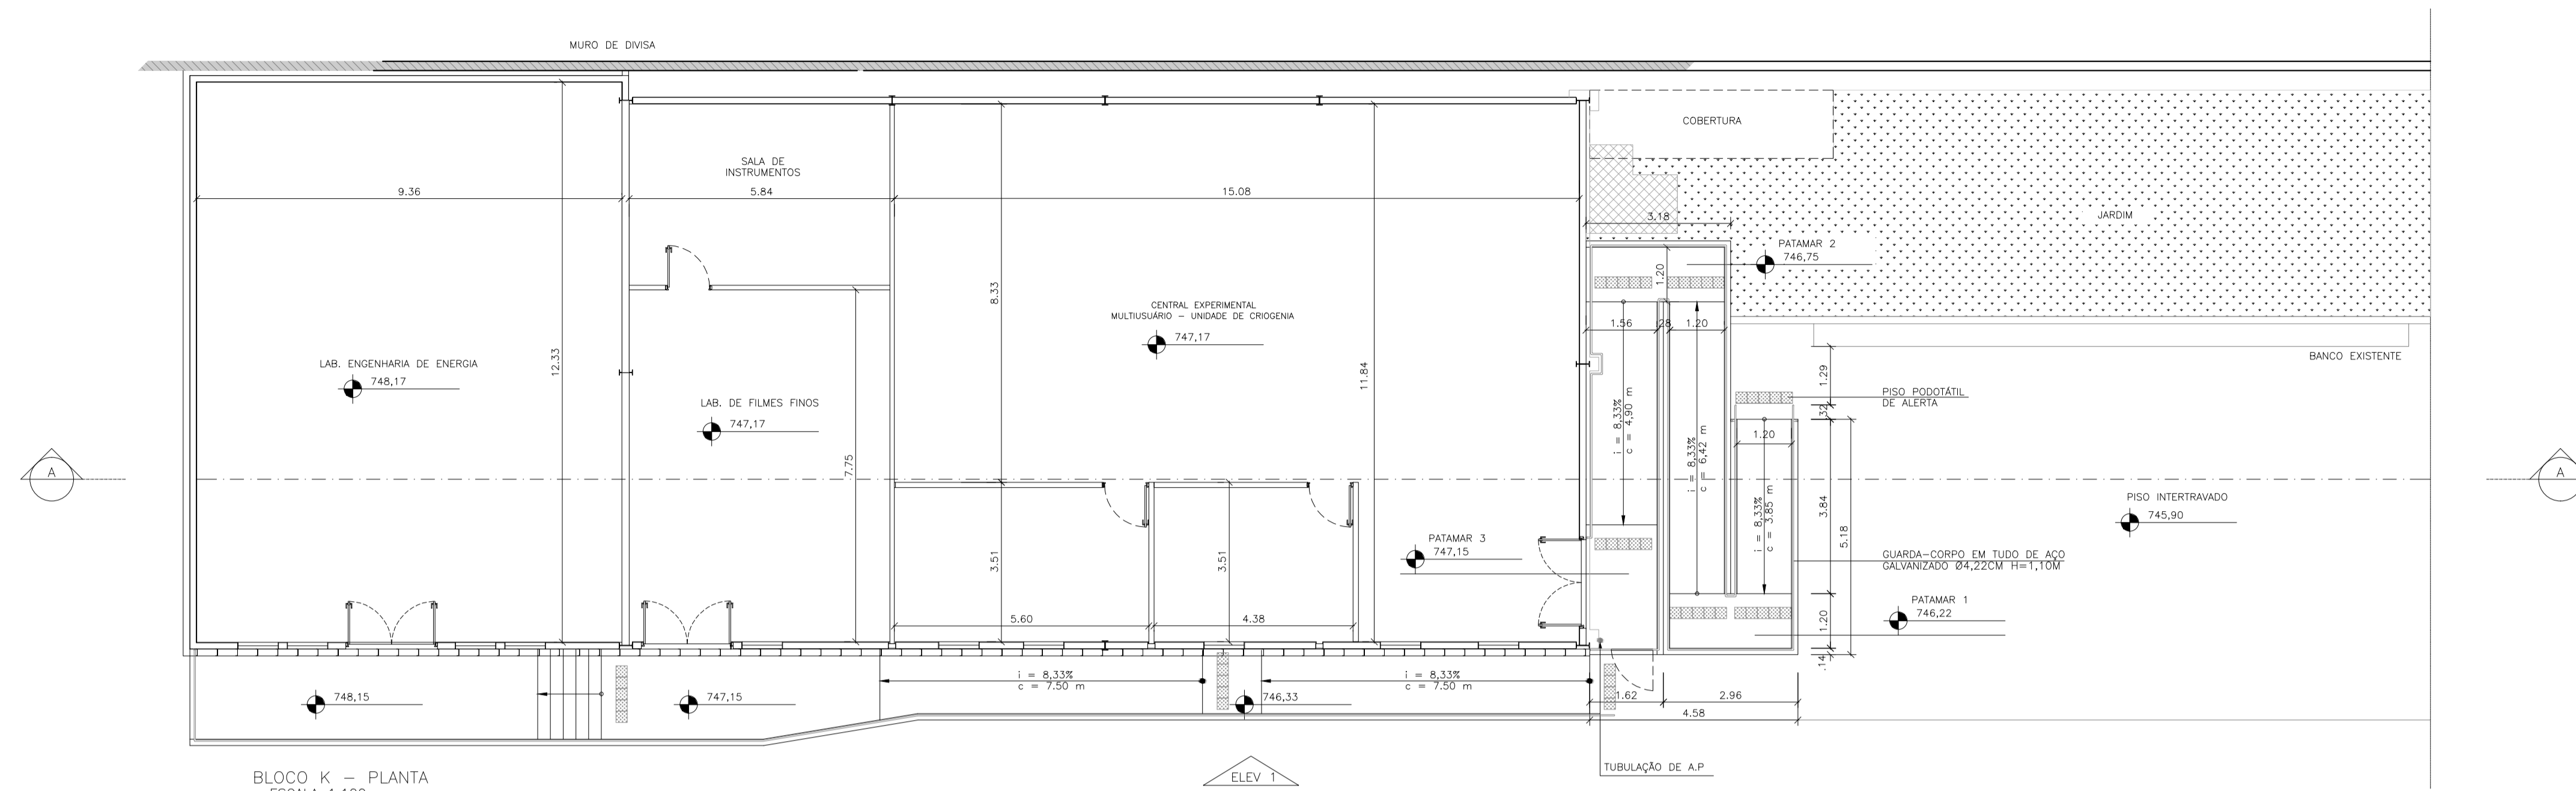 MURO DE DIVISA
COBERTURA
SALA DE
INSTRUMENTOS
9.36
5.84
15.08
3.18
JARDIM
PATAMAR 2
746,75
1.20
8.33
CENTRAL EXPERIMENTAL
MULTIUSUÁRIO – UNIDADE DE CRIOGENIA
747,17
1.56
.28
1.20
12.33
11.84
LAB. ENGENHARIA DE ENERGIA
748,17
BANCO EXISTENTE
1.29
PISO PODOTÁTIL
DE ALERTA
.32
LAB. DE FILMES FINOS
747,17
i = 8,33%
c = 4,90 m
i = 8,33%
c = 6,42 m
1.20
7.75
A
A
i = 8,33%
c = 3.85 m
3.84
5.18
PISO INTERTRAVADO
745,90
PATAMAR 3
747,15
3.51
3.51
GUARDA–CORPO EM TUDO DE AÇO
GALVANIZADO Ø4,22CM H=1,10M
PATAMAR 1
746,22
5.60
4.38
1.20
.14
i = 8,33%
c = 7.50 m
i = 8,33%
c = 7.50 m
748,15
747,15
746,33
1.62
2.96
4.58
TUBULAÇÃO DE A.P
ELEV 1
BLOCO K – PLANTA